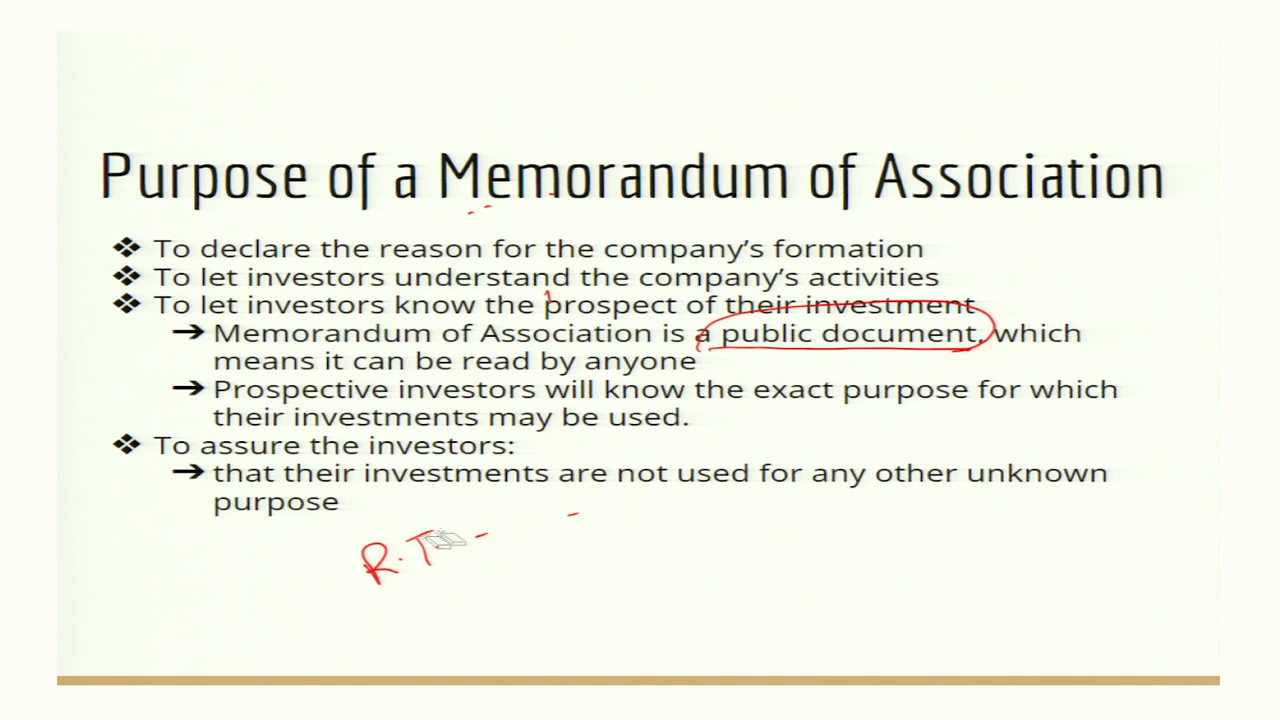 Purpose of a Memorandum of Association
❖ To declare the reason for the company's formation
❖ To let investors understand the company's activities
❖ To let investors know the prospect of their investment
➔ Memorandum of Association is a public document, which
means it can be read by anyone
➔ Prospective investors will know the exact purpose for which
their investments may be used.
❖ To assure the investors:
➔ that their investments are not used for any other unknown
purpose
R.T